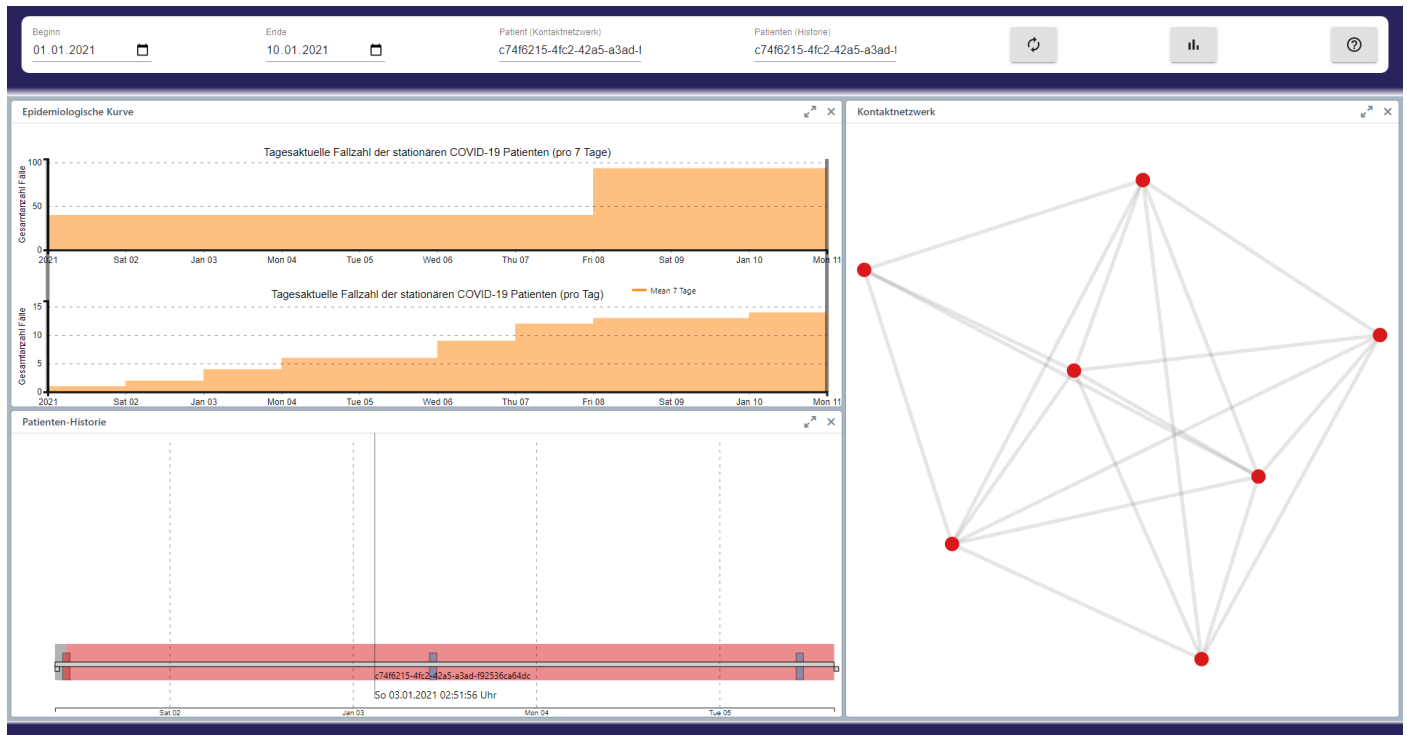 Beginn
01.01.2021
Ende
10.01.2021
Patient (Kontaktnetzwerk)
c74f6215-4fc2-42a5-a3ad-f
Patienten (Historie)
c74f6215-4fc2-42a5-a3ad-f
Epidemiologische Kurve
Tagesaktuelle Fallzahl der stationären COVID-19 Patienten (pro 7 Tage)
Gesamtanzahl Fälle
100
50
0
2021 Sat 02 Jan 03 Mon 04 Tue 05 Wed 06 Thu 07 Fri 08 Sat 09 Jan 10 Mon 11
Tagesaktuelle Fallzahl der stationären COVID-19 Patienten (pro Tag)
Mean 7 Tage
Gesamtanzahl Fälle
15
10
5
0
2021 Sat 02 Jan 03 Mon 04 Tue 05 Wed 06 Thu 07 Fri 08 Sat 09 Jan 10 Mon 11
Patienten-Historie
c74f6215-4fc2-42a5-a3ad-f92536ca64dc
So 03.01.2021 02:51:56 Uhr
Sat 02 Jan 03 Mon 04 Tue 05
Kontaktnetzwerk